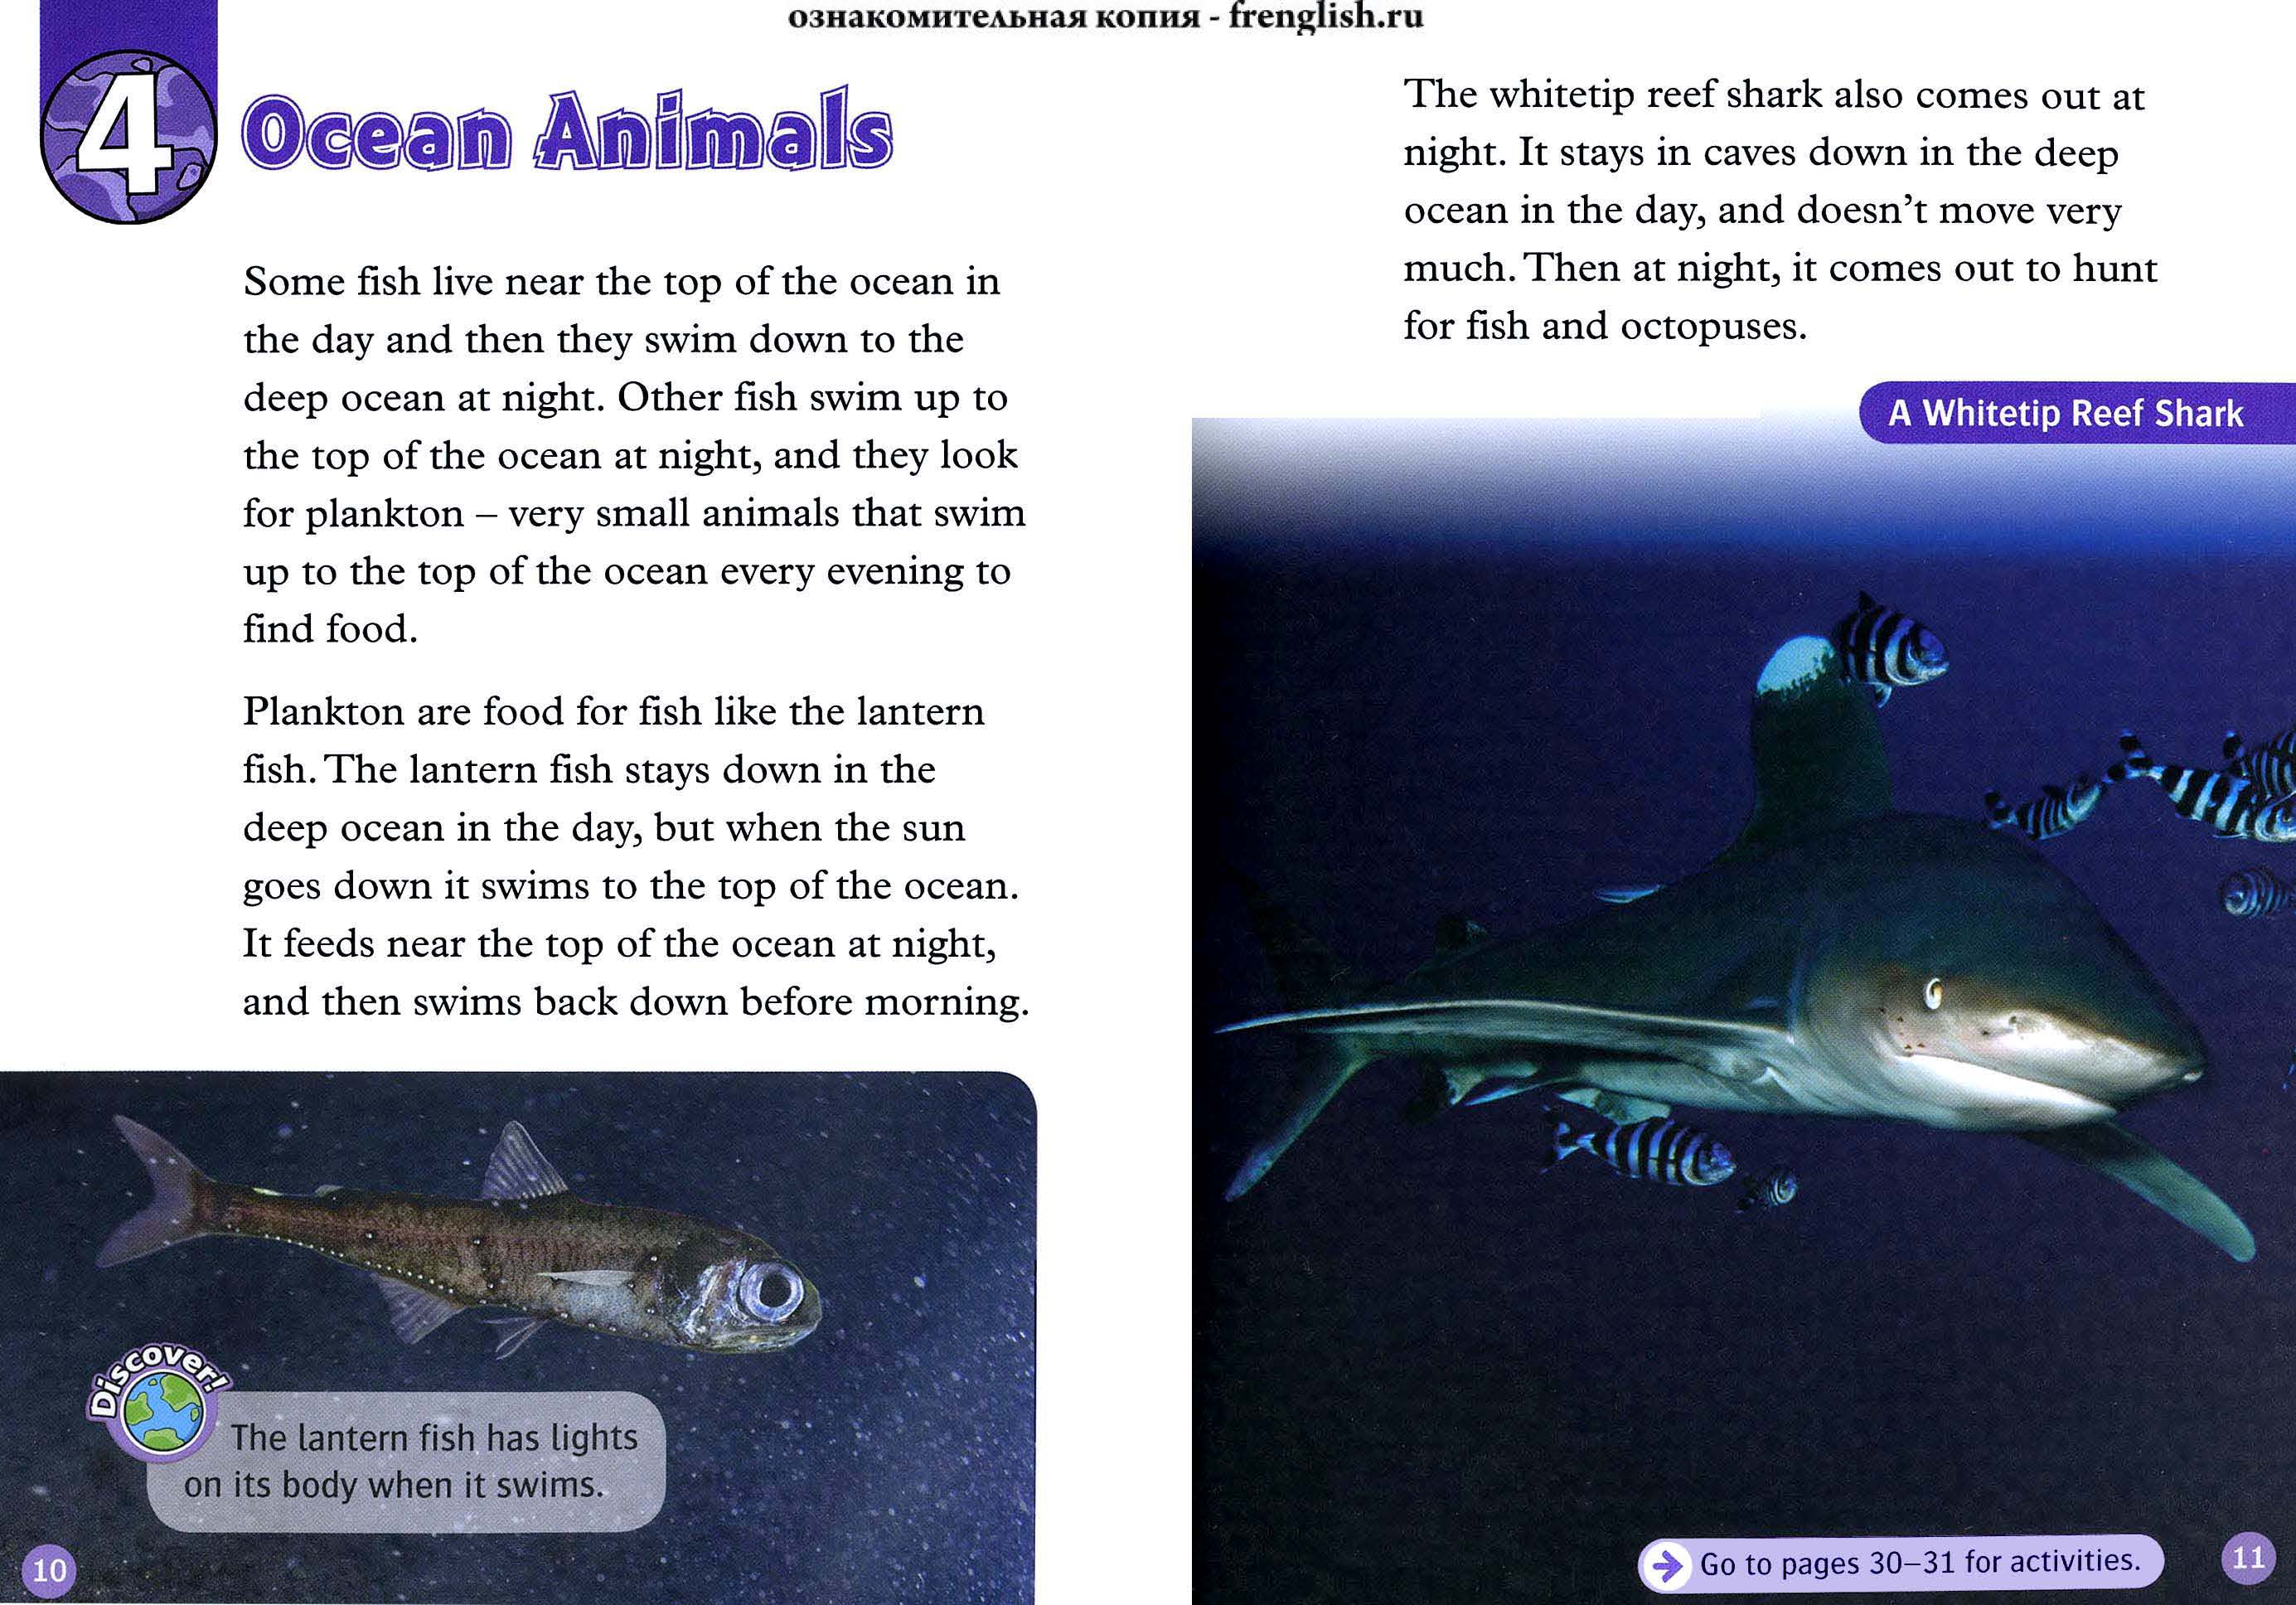 ознакомительная копия - frenglish.ru
4
Ocean Animals
Some fish live near the top of the ocean in
the day and then they swim down to the
deep ocean at night. Other fish swim up to
the top of the ocean at night, and they look
for plankton – very small animals that swim
up to the top of the ocean every evening to
find food.
Plankton are food for fish like the lantern
fish. The lantern fish stays down in the
deep ocean in the day, but when the sun
goes down it swims to the top of the ocean.
It feeds near the top of the ocean at night,
and then swims back down before morning.
Discover!
The lantern fish has lights
on its body when it swims.
10
The whitetip reef shark also comes out at
night. It stays in caves down in the deep
ocean in the day, and doesn’t move very
much. Then at night, it comes out to hunt
for fish and octopuses.
A Whitetip Reef Shark
Go to pages 30–31 for activities.
11